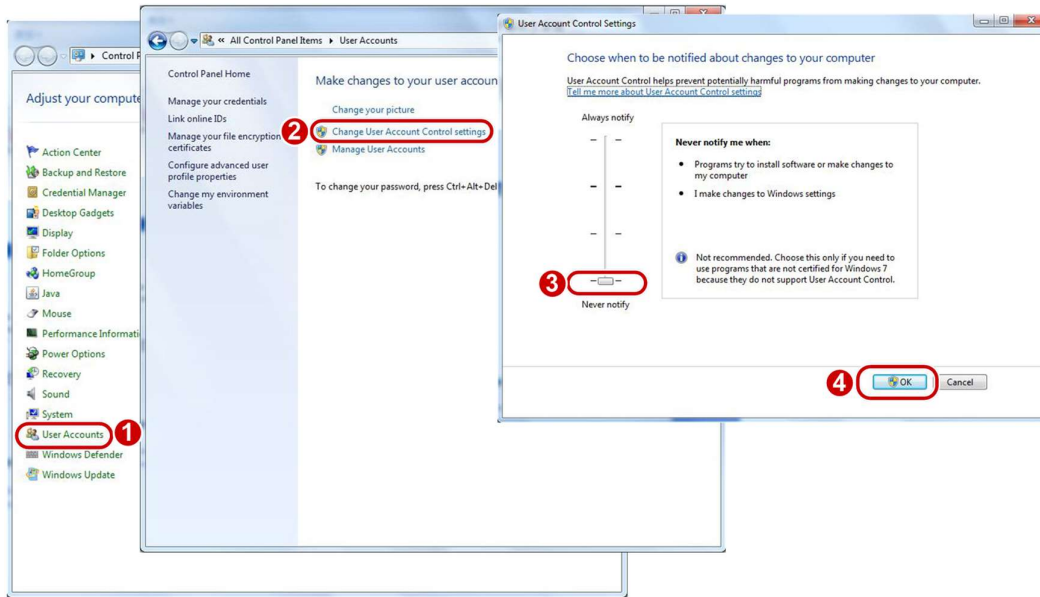 Control P
Adjust your compute
Action Center
Backup and Restore
Credential Manager
Desktop Gadgets
Display
Folder Options
HomeGroup
Java
Mouse
Performance Informati
Power Options
Recovery
Sound
System
User Accounts
1
Windows Defender
Windows Update
« All Control Panel Items ▸ User Accounts
Control Panel Home
Manage your credentials
Link online IDs
Manage your file encryption
certificates
Configure advanced user
profile properties
Change my environment
variables
Make changes to your user accoun
Change your picture
2
Change User Account Control settings
Manage User Accounts
To change your password, press Ctrl+Alt+Del
User Account Control Settings
Choose when to be notified about changes to your computer
User Account Control helps prevent potentially harmful programs from making changes to your computer.
Tell me more about User Account Control settings
Always notify
Never notify me when:
• Programs try to install software or make changes to
my computer
• I make changes to Windows settings
Not recommended. Choose this only if you need to
use programs that are not certified for Windows 7
because they do not support User Account Control.
3
Never notify
4
OK
Cancel